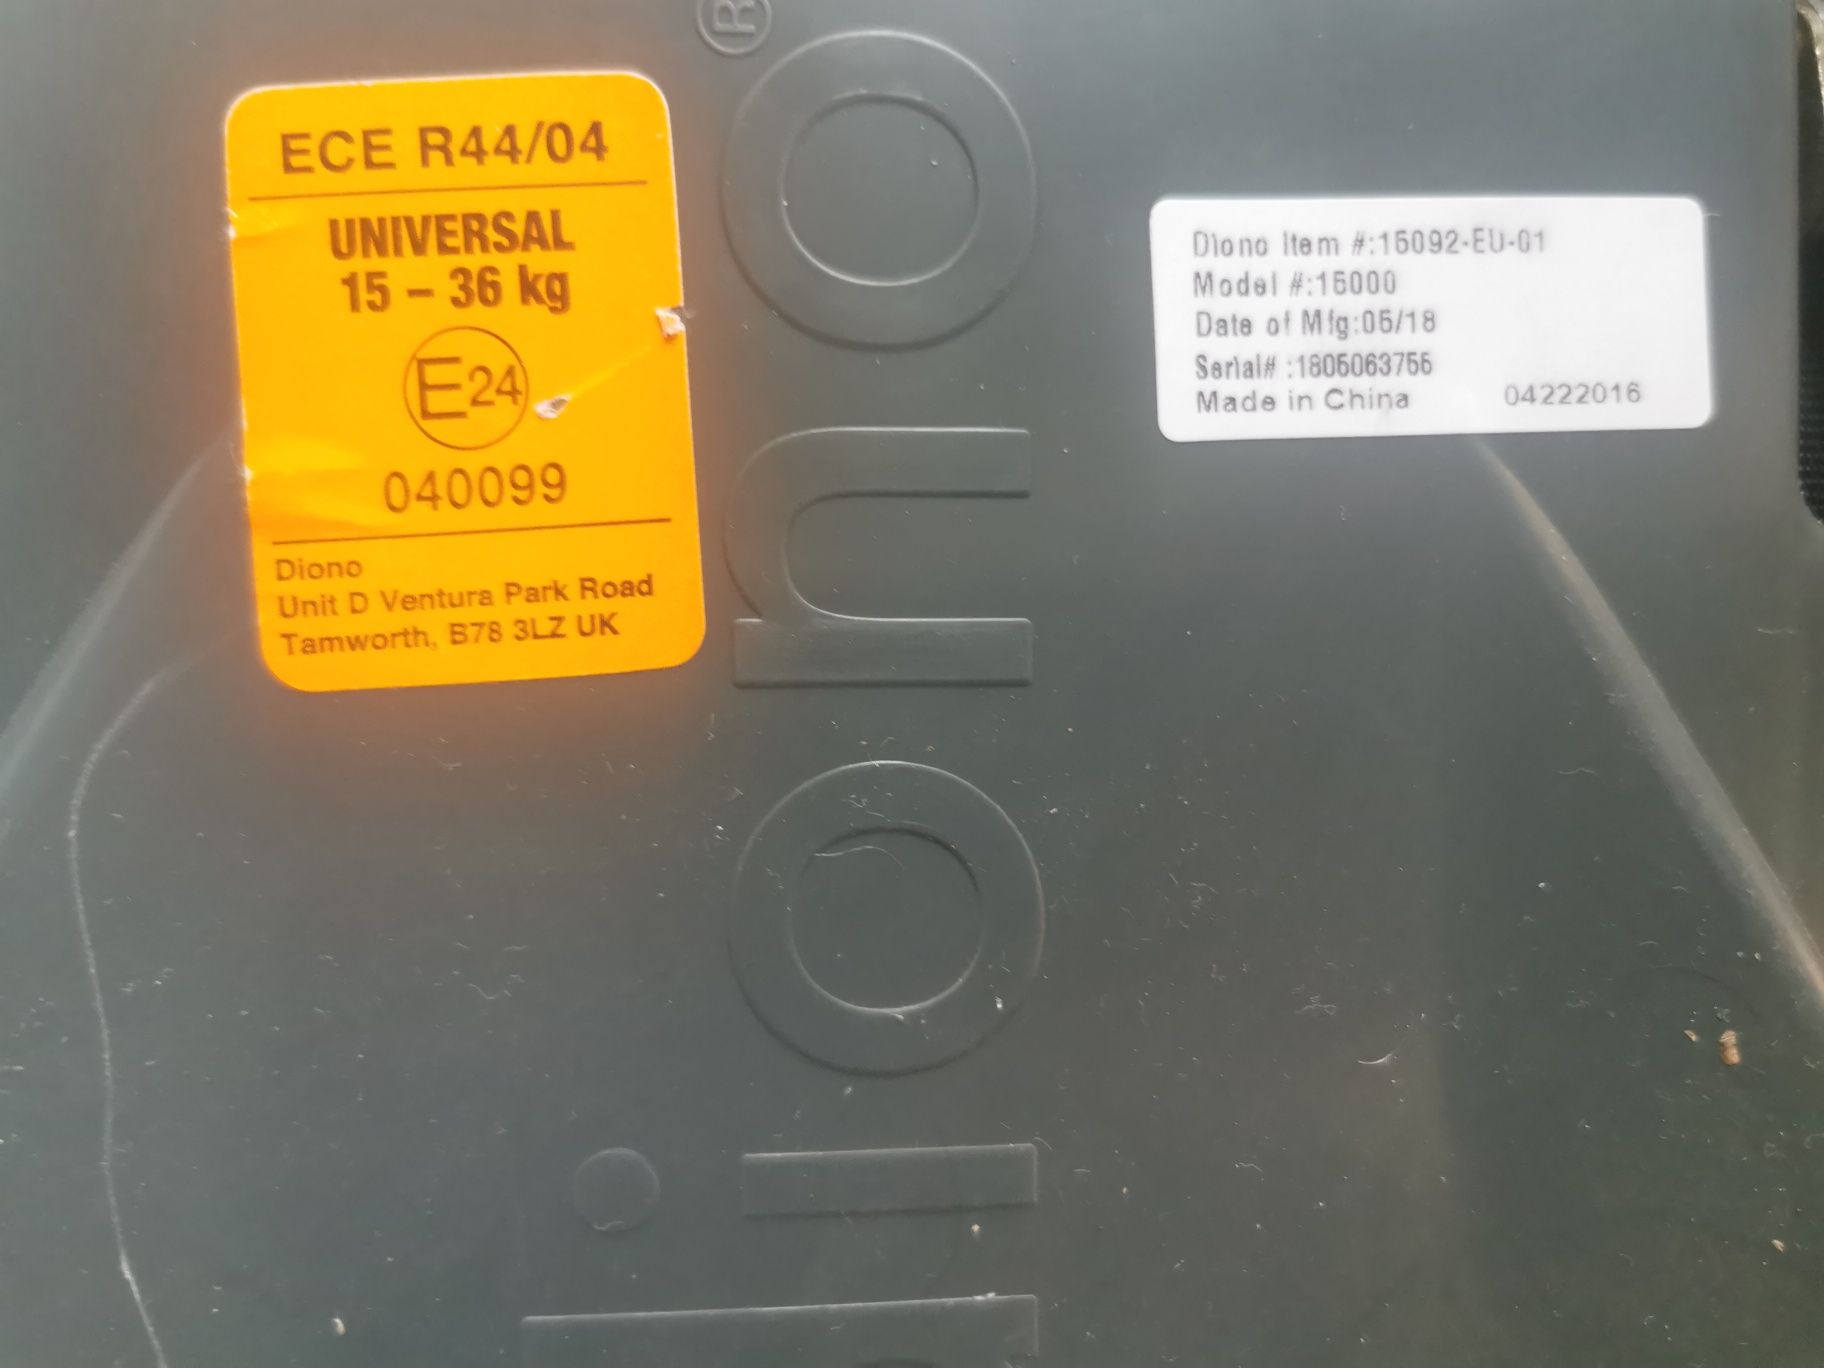 ECE R44/04
UNIVERSAL
15 – 36 kg
E24
040099
Diono
Unit D Ventura Park Road
Tamworth, B78 3LZ UK
diono®
Diono Item #:15092-EU-01
Model #:15000
Date of Mfg:05/18
Serial# :1805063755
Made in China 04222016